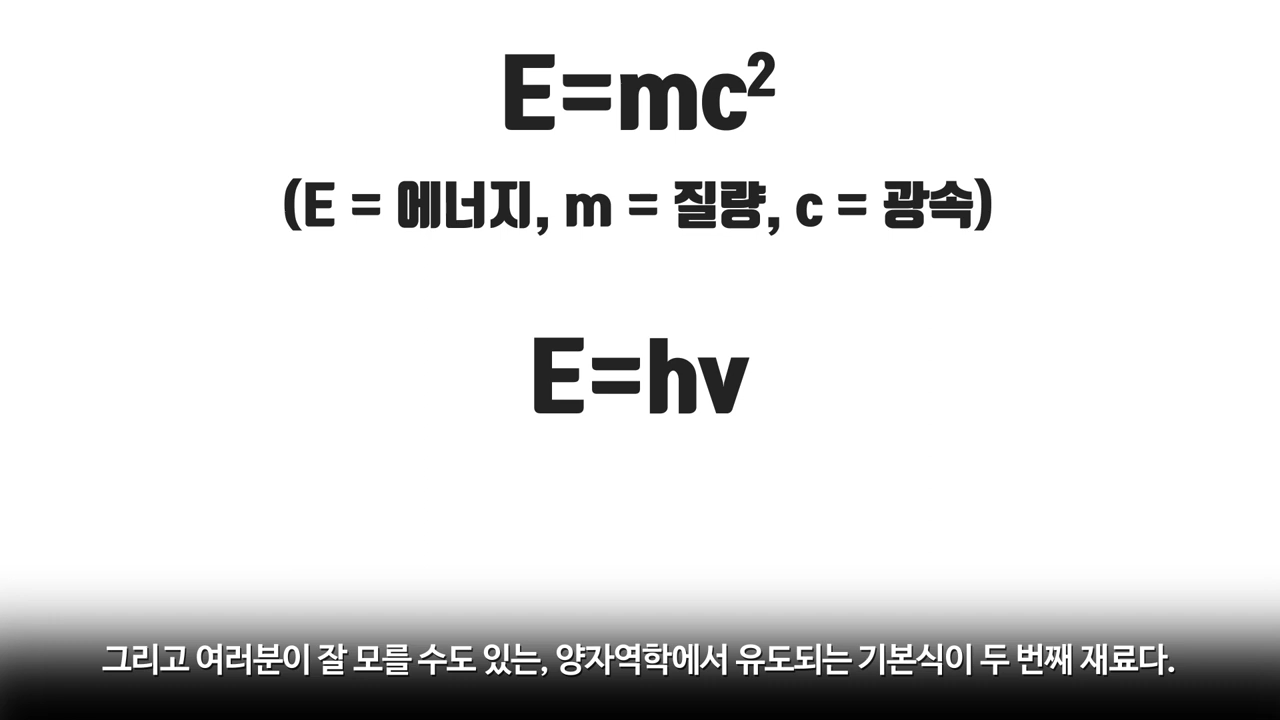 E=mc²
(E = 에너지, m = 질량, c = 광속)
E=hv
그리고 여러분이 잘 모를 수도 있는, 양자역학에서 유도되는 기본식이 두 번째 재료다.